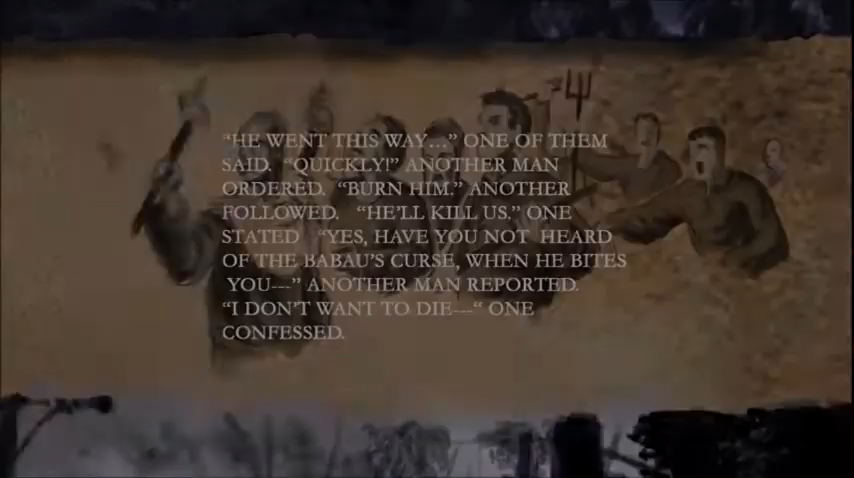 “HE WENT THIS WAY…” ONE OF THEM
SAID.  “QUICKLY!” ANOTHER MAN
ORDERED.  “BURN HIM.” ANOTHER
FOLLOWED.   “HE’LL KILL US.” ONE
STATED   “YES, HAVE YOU NOT  HEARD
OF THE BABAU’S CURSE, WHEN HE BITES
YOU---” ANOTHER MAN REPORTED.
“I DON’T WANT TO DIE---“ ONE
CONFESSED.